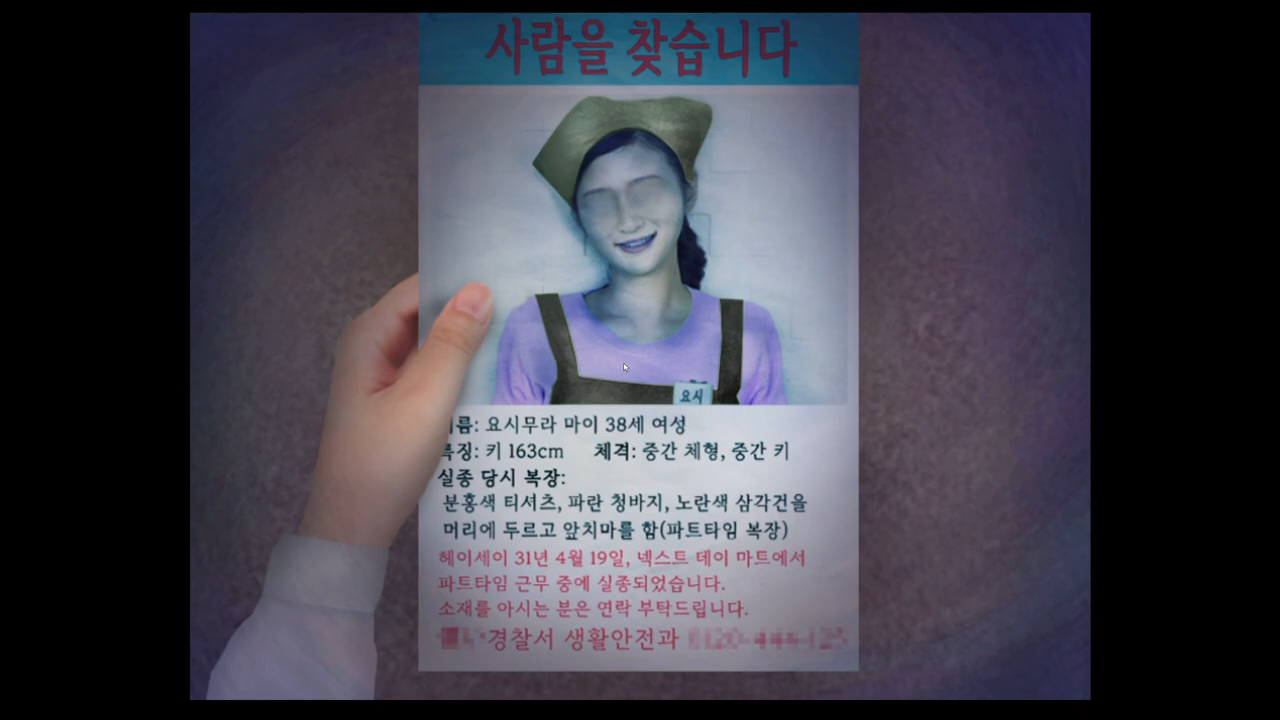 사람을 찾습니다
요시
름: 요시무라 마이 38세 여성
특징: 키 163cm 체격: 중간 체형, 중간 키
실종 당시 복장:
분홍색 티셔츠, 파란 청바지, 노란색 삼각건을
머리에 두르고 앞치마를 함(파트타임 복장)
헤이세이 31년 4월 19일, 넥스트 데이 마트에서
파트타임 근무 중에 실종되었습니다.
소재를 아시는 분은 연락 부탁드립니다.
경찰서 생활안전과